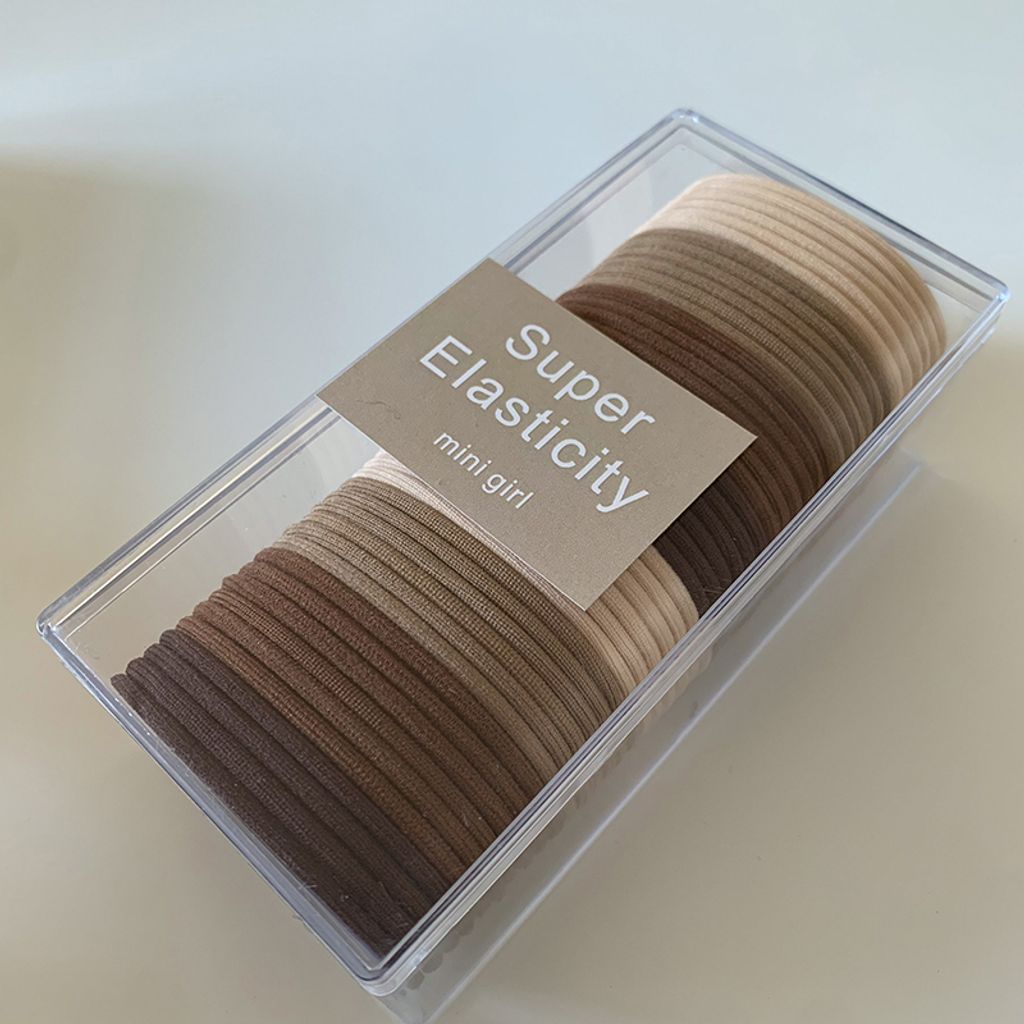 Super
Elasticity
mini girl